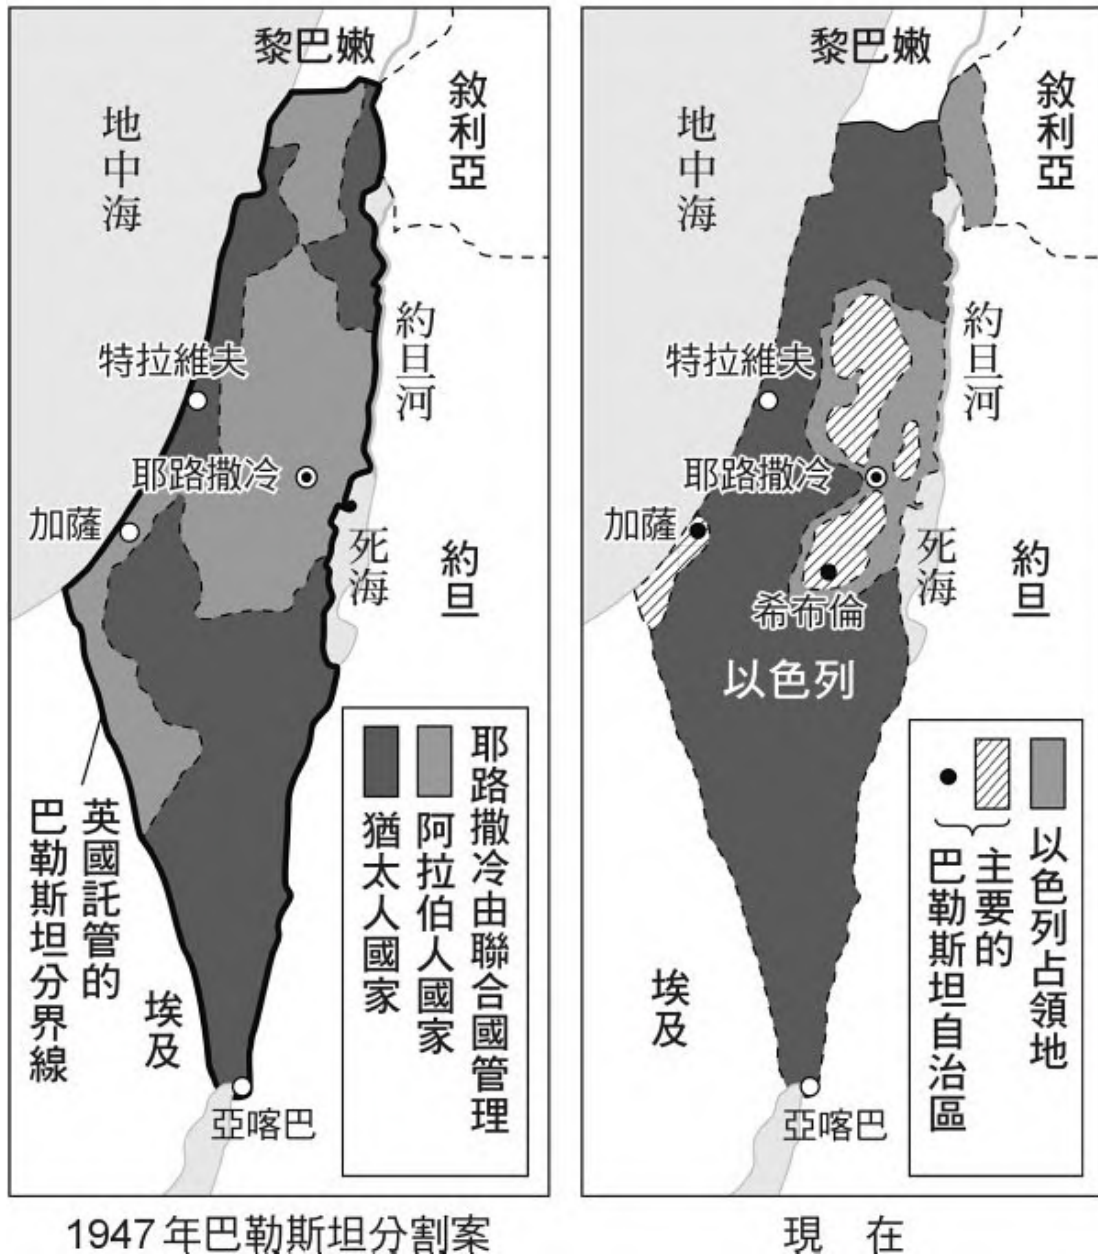 黎巴嫩
敘利亞
地中海
約旦河
特拉維夫
耶路撒冷
加薩
死海
約旦
英國託管的
巴勒斯坦分界線
埃及
亞喀巴
耶路撒冷由聯合國管理
阿拉伯人國家
猶太人國家
1947年巴勒斯坦分割案
黎巴嫩
敘利亞
地中海
約旦河
特拉維夫
耶路撒冷
加薩
死海
約旦
希布倫
以色列
埃及
亞喀巴
以色列占領地
主要的
巴勒斯坦自治區
現在